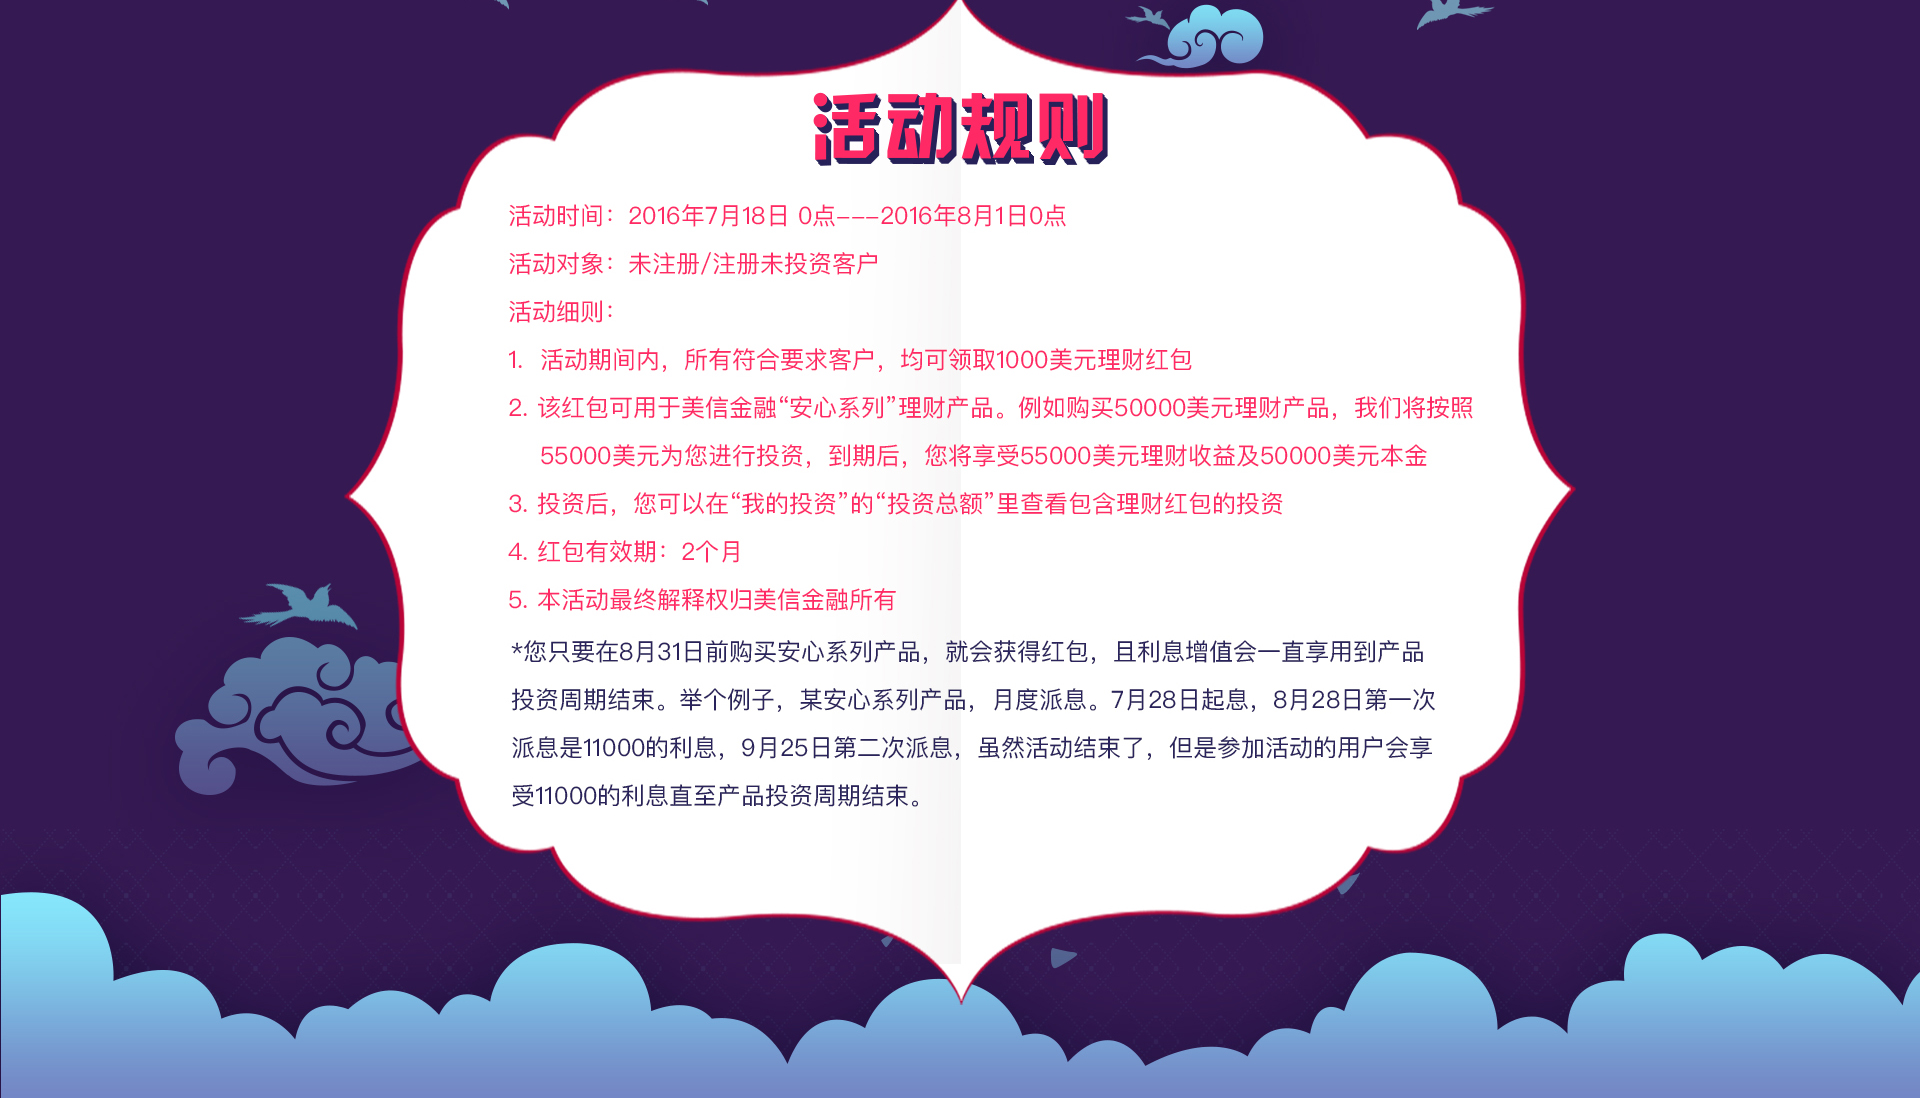 活动规则
活动时间：2016年7月18日 0点---2016年8月1日0点
活动对象：未注册/注册未投资客户
活动细则：
1. 活动期间内，所有符合要求客户，均可领取1000美元理财红包
2. 该红包可用于美信金融“安心系列”理财产品。例如购买50000美元理财产品，我们将按照
55000美元为您进行投资，到期后，您将享受55000美元理财收益及50000美元本金
3. 投资后，您可以在“我的投资”的“投资总额”里查看包含理财红包的投资
4. 红包有效期：2个月
5. 本活动最终解释权归美信金融所有
*您只要在8月31日前购买安心系列产品，就会获得红包，且利息增值会一直享用到产品
投资周期结束。举个例子，某安心系列产品，月度派息。7月28日起息，8月28日第一次
派息是11000的利息，9月25日第二次派息，虽然活动结束了，但是参加活动的用户会享
受11000的利息直至产品投资周期结束。